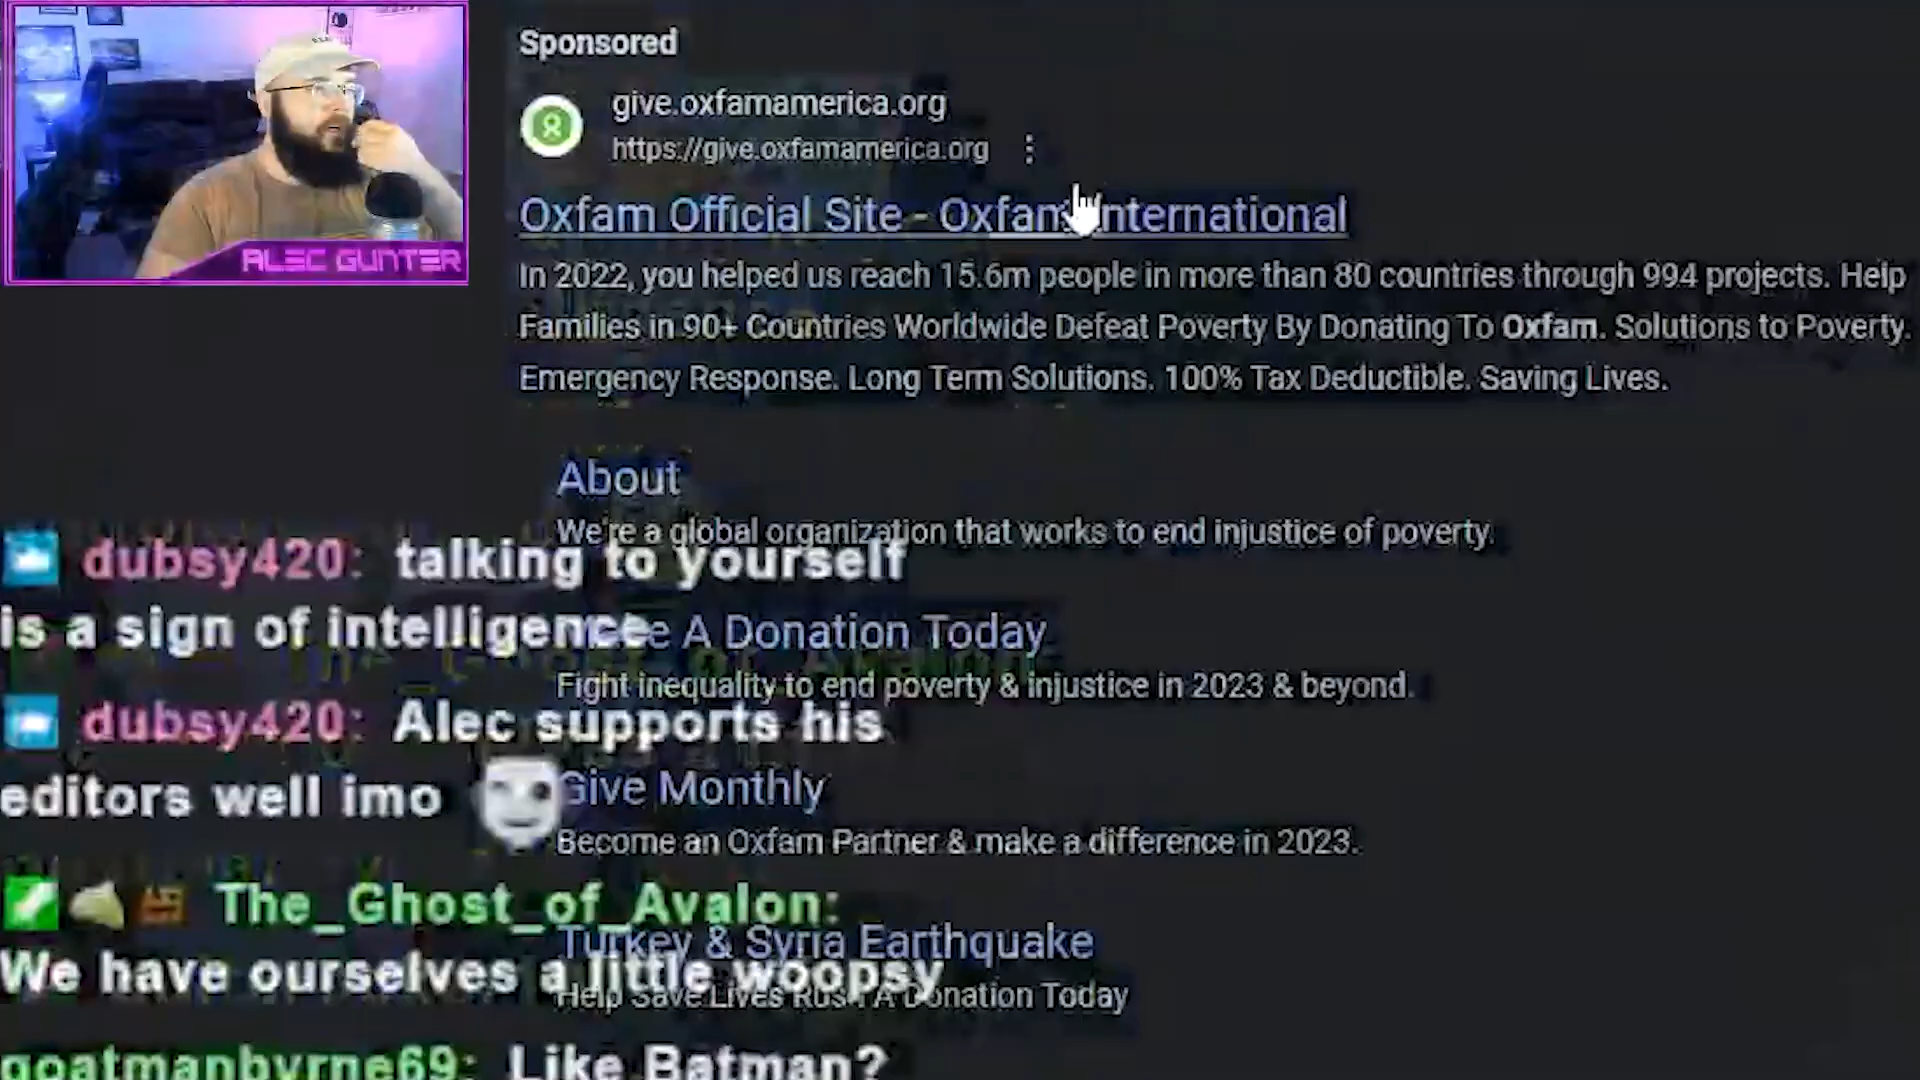 Sponsored
give.oxfamamerica.org
https://give.oxfamamerica.org
Oxfam Official Site - Oxfam International
In 2022, you helped us reach 15.6m people in more than 80 countries through 994 projects. Help
Families in 90+ Countries Worldwide Defeat Poverty By Donating To Oxfam. Solutions to Poverty.
Emergency Response. Long Term Solutions. 100% Tax Deductible. Saving Lives.
ALEC GUNTER
About
We're a global organization that works to end injustice of poverty.
A Donation Today
Fight inequality to end poverty & injustice in 2023 & beyond.
Give Monthly
Become an Oxfam Partner & make a difference in 2023.
Turkey & Syria Earthquake
Help Save Lives Rush A Donation Today
dubsy420: talking to yourself
is a sign of intelligence
dubsy420: Alec supports his
editors well imo
The_Ghost_of_Avalon:
We have ourselves a little woopsy
goatmanbyrne69: Like Batman?